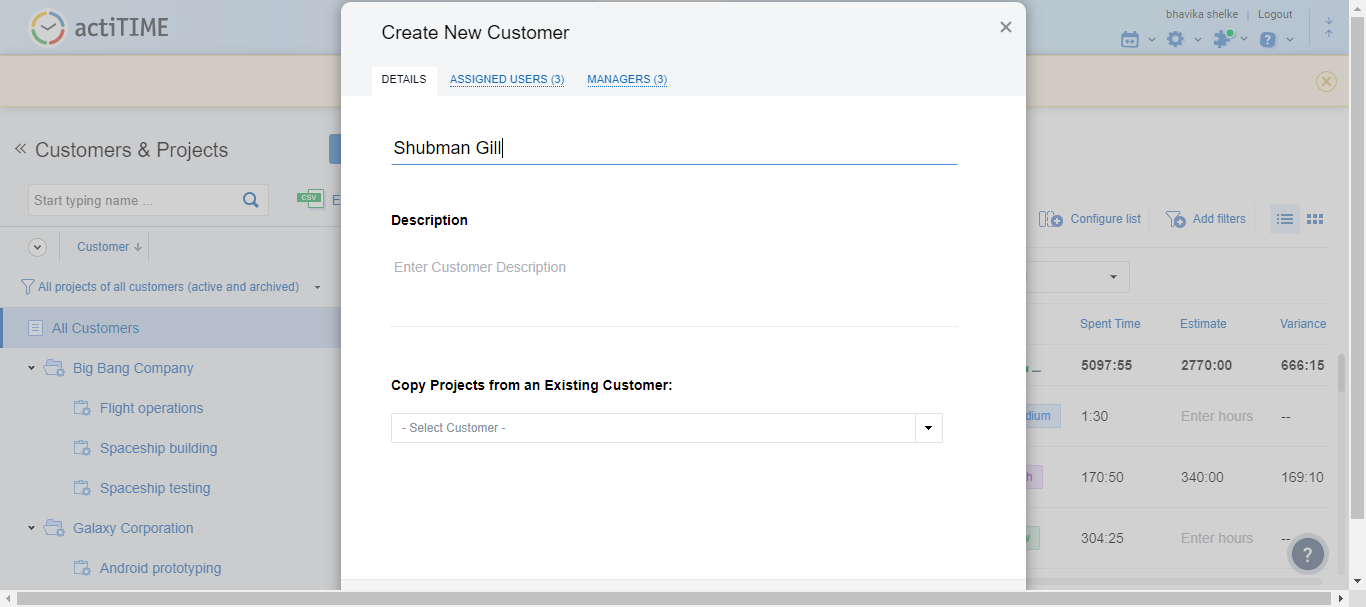 actiTIME
bhavika shelke | Logout
Create New Customer
DETAILS ASSIGNED USERS (3) MANAGERS (3)
Customers & Projects
Shubman Gill
Start typing name ...
CSV
Configure list
Add filters
Description
Customer
Enter Customer Description
All projects of all customers (active and archived)
All Customers
Spent Time Estimate Variance
Big Bang Company
5097:55 2770:00 666:15
Copy Projects from an Existing Customer:
Flight operations
1:30 Enter hours --
- Select Customer -
Spaceship building
170:50 340:00 169:10
Spaceship testing
Galaxy Corporation
304:25 Enter hours --
?
Android prototyping